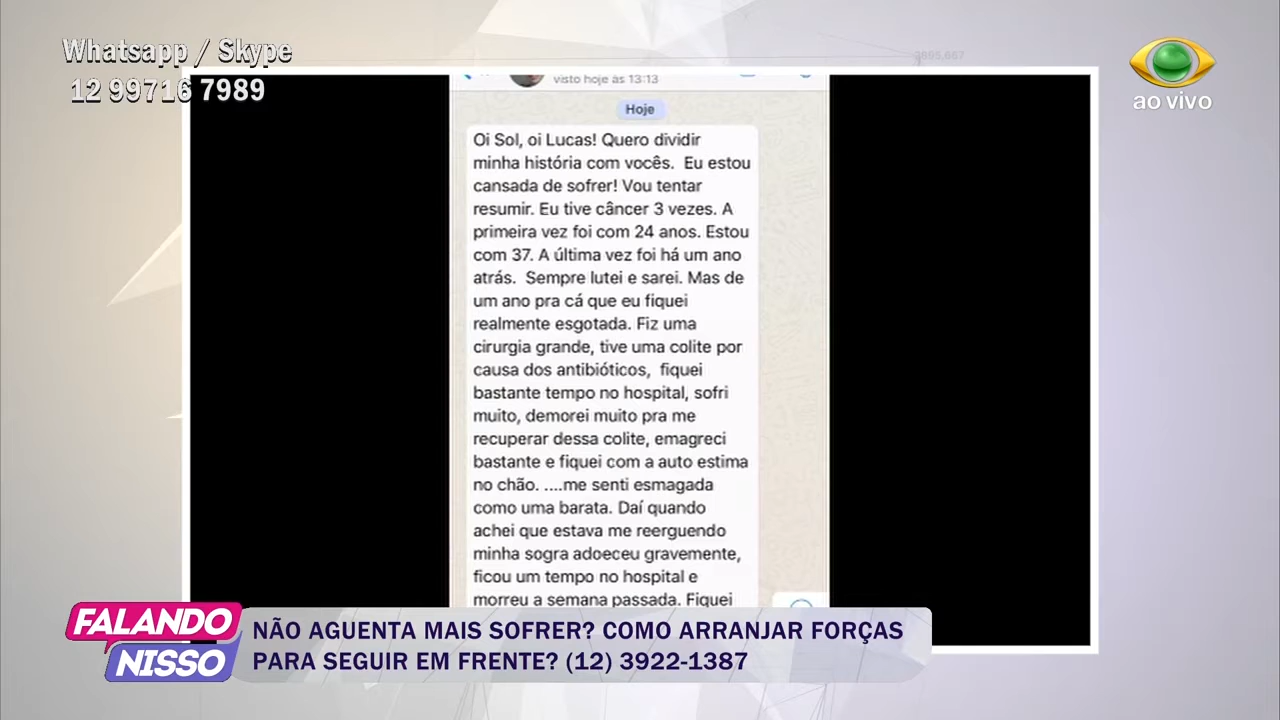 Whatsapp / Skype
12 99716 7989
3695,687
ao vivo
visto hoje às 13:13
Hoje
Oi Sol, oi Lucas! Quero dividir
minha história com vocês. Eu estou
cansada de sofrer! Vou tentar
resumir. Eu tive câncer 3 vezes. A
primeira vez foi com 24 anos. Estou
com 37. A última vez foi há um ano
atrás. Sempre lutei e sarei. Mas de
um ano pra cá que eu fiquei
realmente esgotada. Fiz uma
cirurgia grande, tive uma colite por
causa dos antibióticos, fiquei
bastante tempo no hospital, sofri
muito, demorei muito pra me
recuperar dessa colite, emagreci
bastante e fiquei com a auto estima
no chão. ....me senti esmagada
como uma barata. Daí quando
achei que estava me reerguendo
minha sogra adoeceu gravemente,
ficou um tempo no hospital e
morreu a semana passada. Fiquei
FALANDO
NISSO
NÃO AGUENTA MAIS SOFRER? COMO ARRANJAR FORÇAS
PARA SEGUIR EM FRENTE? (12) 3922-1387